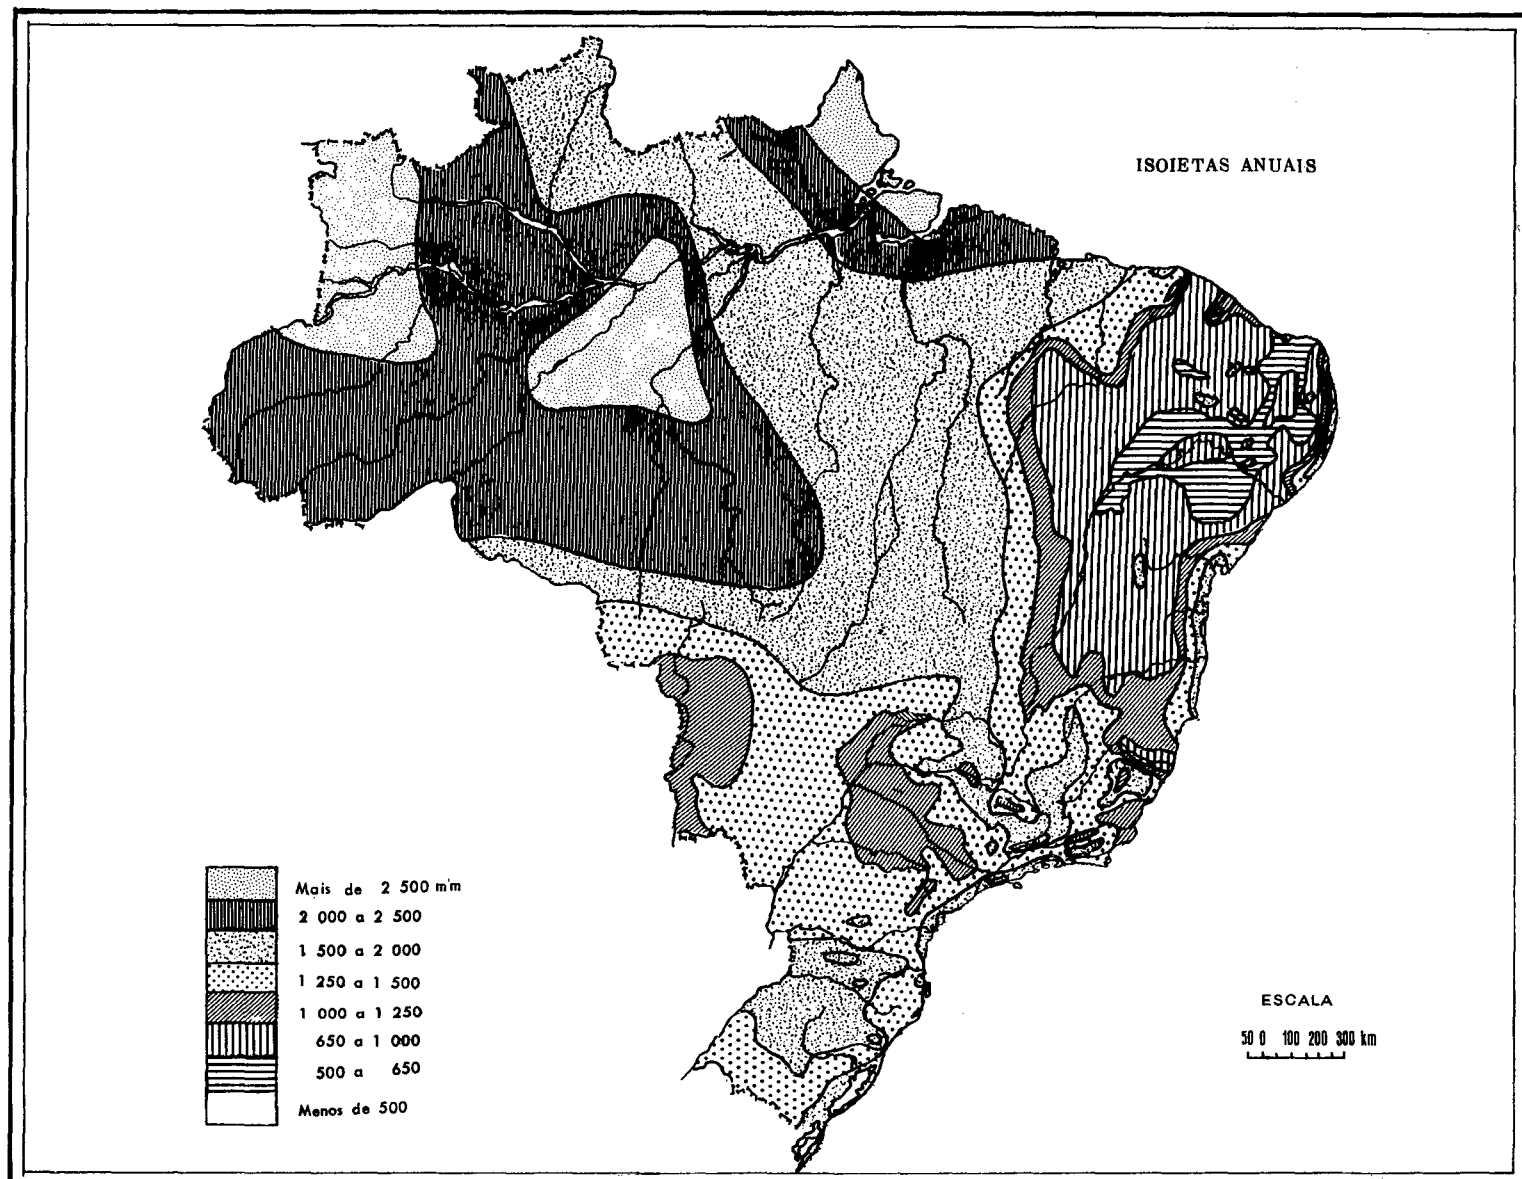 ISOIETAS ANUAIS
Mais de 2 500 m'm
2 000 a 2 500
1 500 a 2 000
1 250 a 1 500
1 000 a 1 250
650 a 1 000
500 a 650
Menos de 500
ESCALA
50 0 100 200 300 km